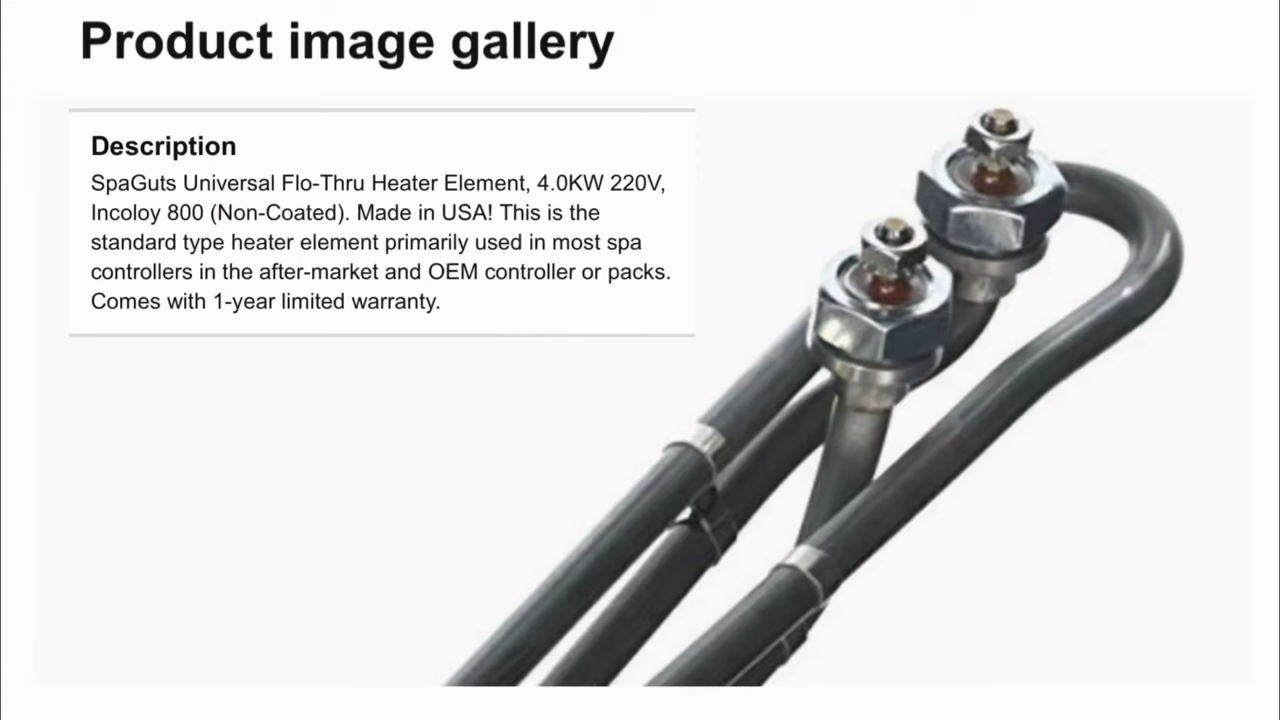 Product image gallery
Description
SpaGuts Universal Flo-Thru Heater Element, 4.0KW 220V,
Incoloy 800 (Non-Coated). Made in USA! This is the
standard type heater element primarily used in most spa
controllers in the after-market and OEM controller or packs.
Comes with 1-year limited warranty.